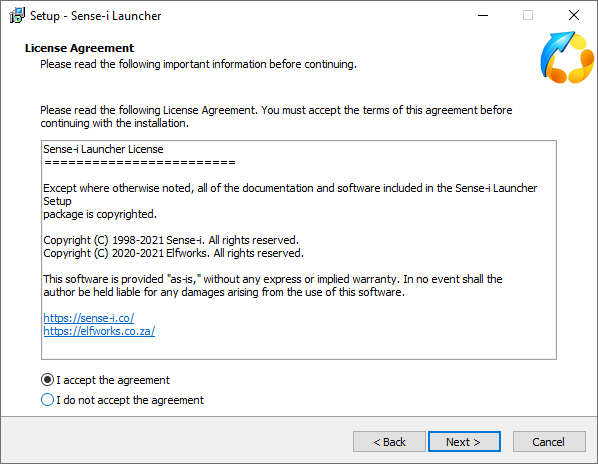 Setup - Sense-i Launcher
License Agreement
Please read the following important information before continuing.
Please read the following License Agreement. You must accept the terms of this agreement before
continuing with the installation.
Sense-i Launcher License
========================
Except where otherwise noted, all of the documentation and software included in the Sense-i Launcher
Setup
package is copyrighted.
Copyright (C) 1998-2021 Sense-i. All rights reserved.
Copyright (C) 2020-2021 Elfworks. All rights reserved.
This software is provided "as-is," without any express or implied warranty. In no event shall the
author be held liable for any damages arising from the use of this software.
https://sense-i.co/
https://elfworks.co.za/
I accept the agreement
I do not accept the agreement
< Back
Next >
Cancel